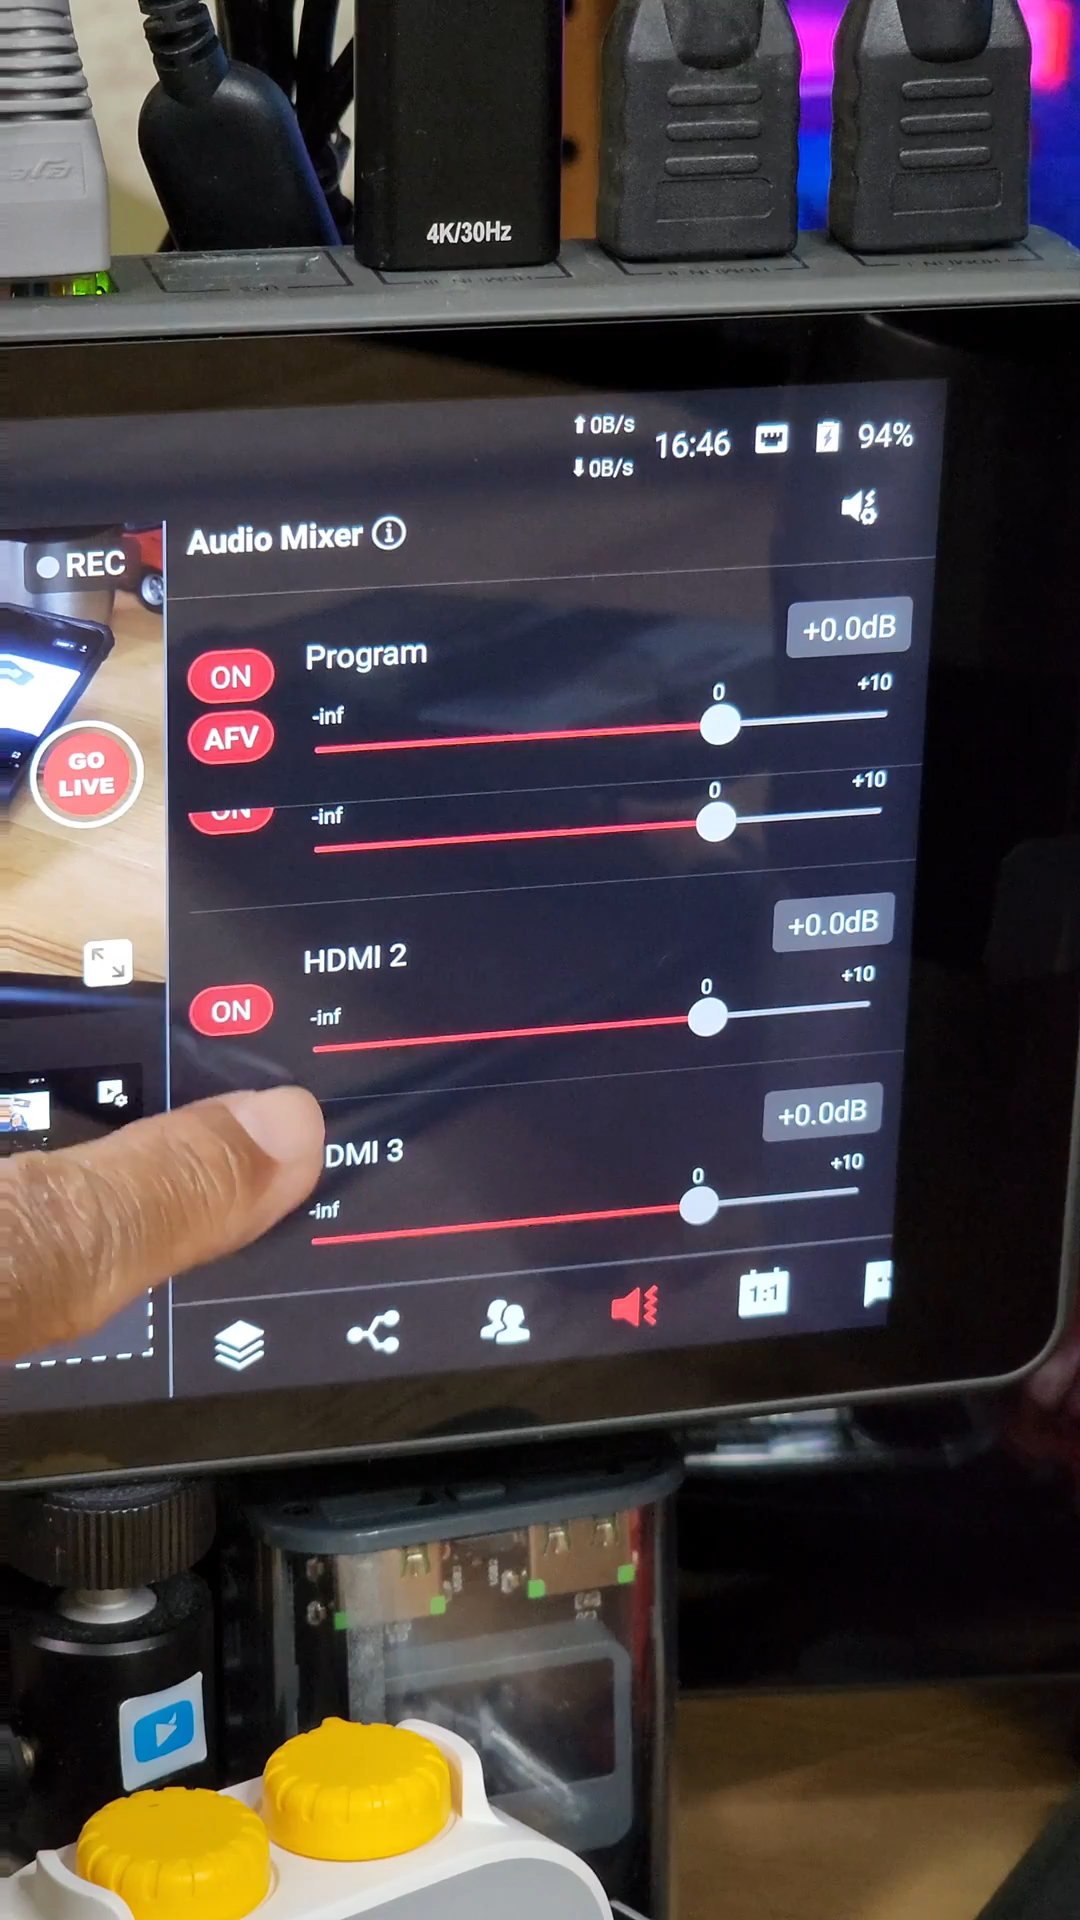 4K/30Hz
0B/s
0B/s
16:46
94%
Audio Mixer
REC
+0.0dB
Program
ON
0
+10
-inf
AFV
GO
LIVE
0
+10
ON
-inf
+0.0dB
HDMI 2
0
+10
ON
-inf
+0.0dB
DMI 3
0
+10
-inf
1:1